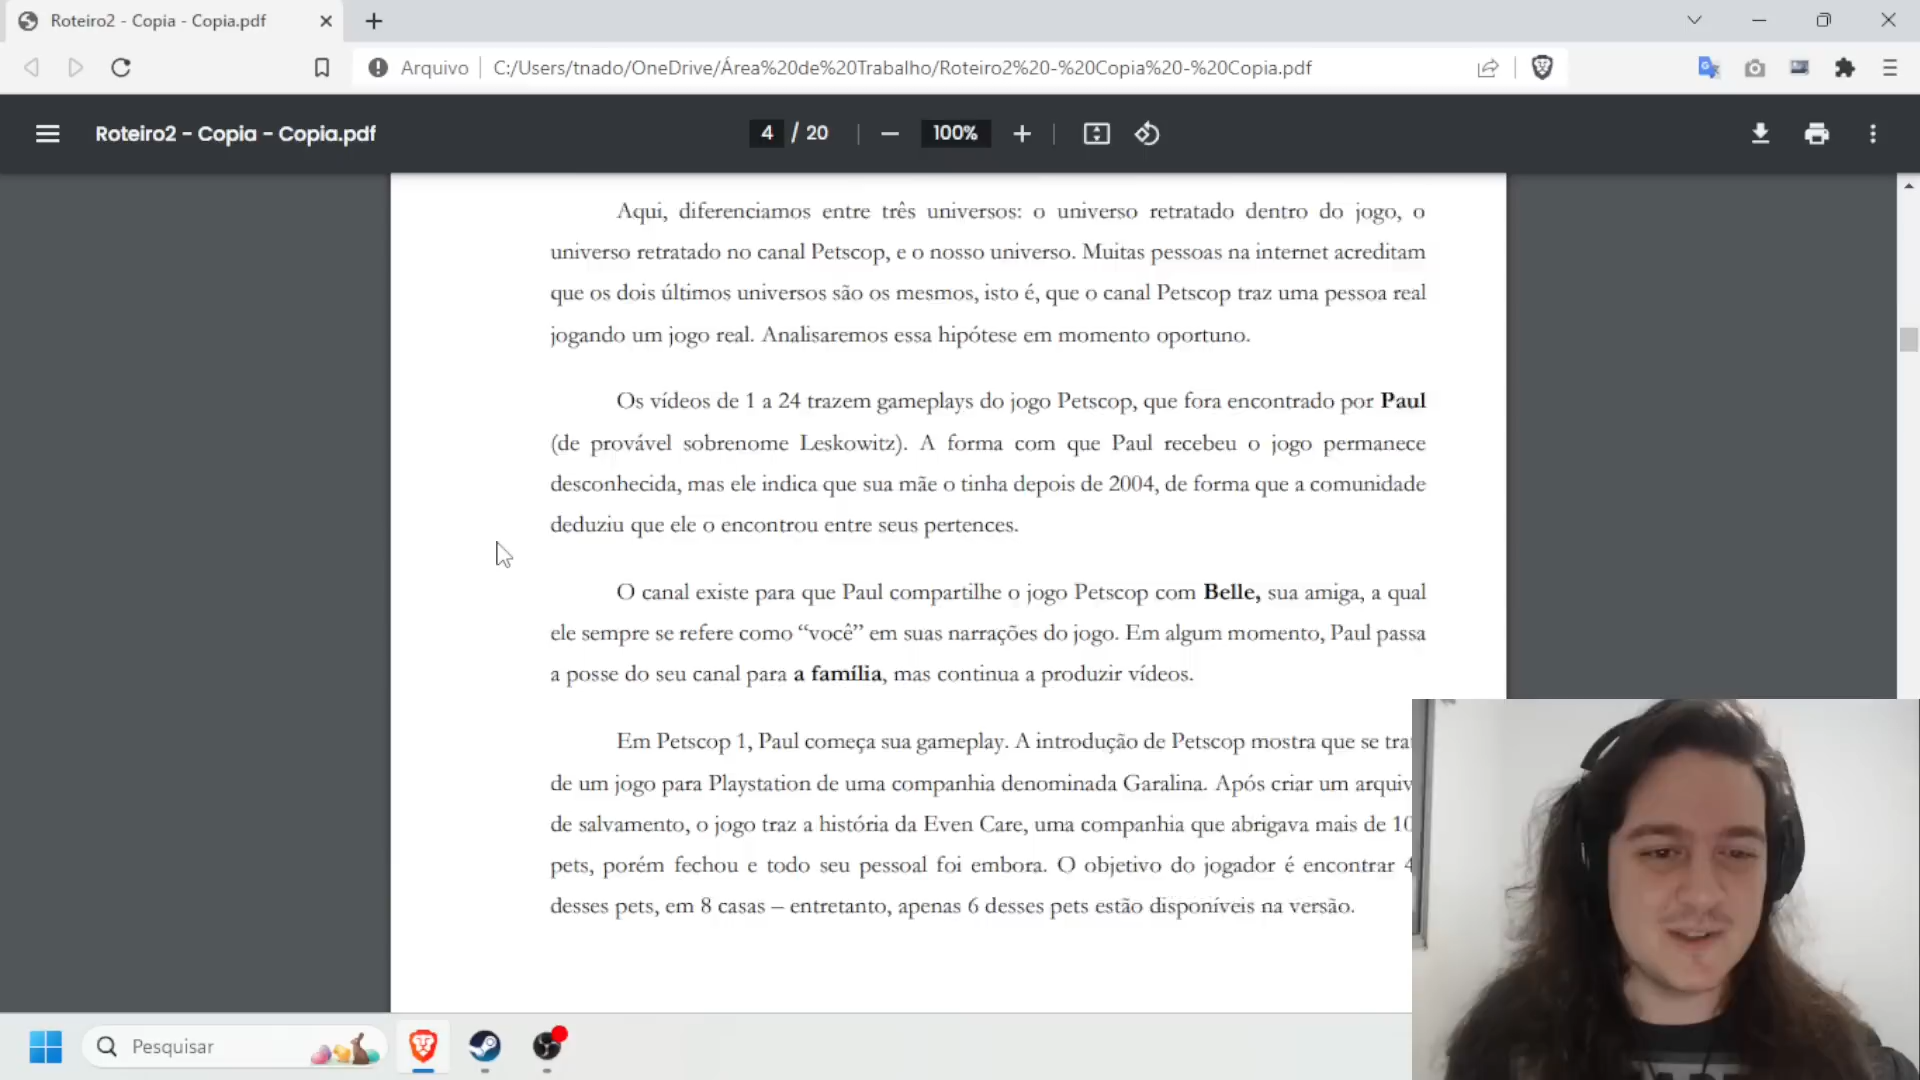 Roteiro2 - Copia - Copia.pdf
Arquivo C:/Users/tnado/OneDrive/Área%20de%20Trabalho/Roteiro2%20-%20Copia%20-%20Copia.pdf
Roteiro2 - Copia - Copia.pdf 4 / 20 100%
Aqui, diferenciamos entre três universos: o universo retratado dentro do jogo, o
universo retratado no canal Petscop, e o nosso universo. Muitas pessoas na internet acreditam
que os dois últimos universos são os mesmos, isto é, que o canal Petscop traz uma pessoa real
jogando um jogo real. Analisaremos essa hipótese em momento oportuno.
Os vídeos de 1 a 24 trazem gameplays do jogo Petscop, que fora encontrado por Paul
(de provável sobrenome Leskowitz). A forma com que Paul recebeu o jogo permanece
desconhecida, mas ele indica que sua mãe o tinha depois de 2004, de forma que a comunidade
deduziu que ele o encontrou entre seus pertences.
O canal existe para que Paul compartilhe o jogo Petscop com Belle, sua amiga, a qual
ele sempre se refere como “você” em suas narrações do jogo. Em algum momento, Paul passa
a posse do seu canal para a família, mas continua a produzir vídeos.
Em Petscop 1, Paul começa sua gameplay. A introdução de Petscop mostra que se
de um jogo para Playstation de uma companhia denominada Garalina. Após criar um
de salvamento, o jogo traz a história da Even Care, uma companhia que abrigava mais de
pets, porém fechou e todo seu pessoal foi embora. O objetivo do jogador é encontrar
desses pets, em 8 casas – entretanto, apenas 6 desses pets estão disponíveis na versão.
Pesquisar